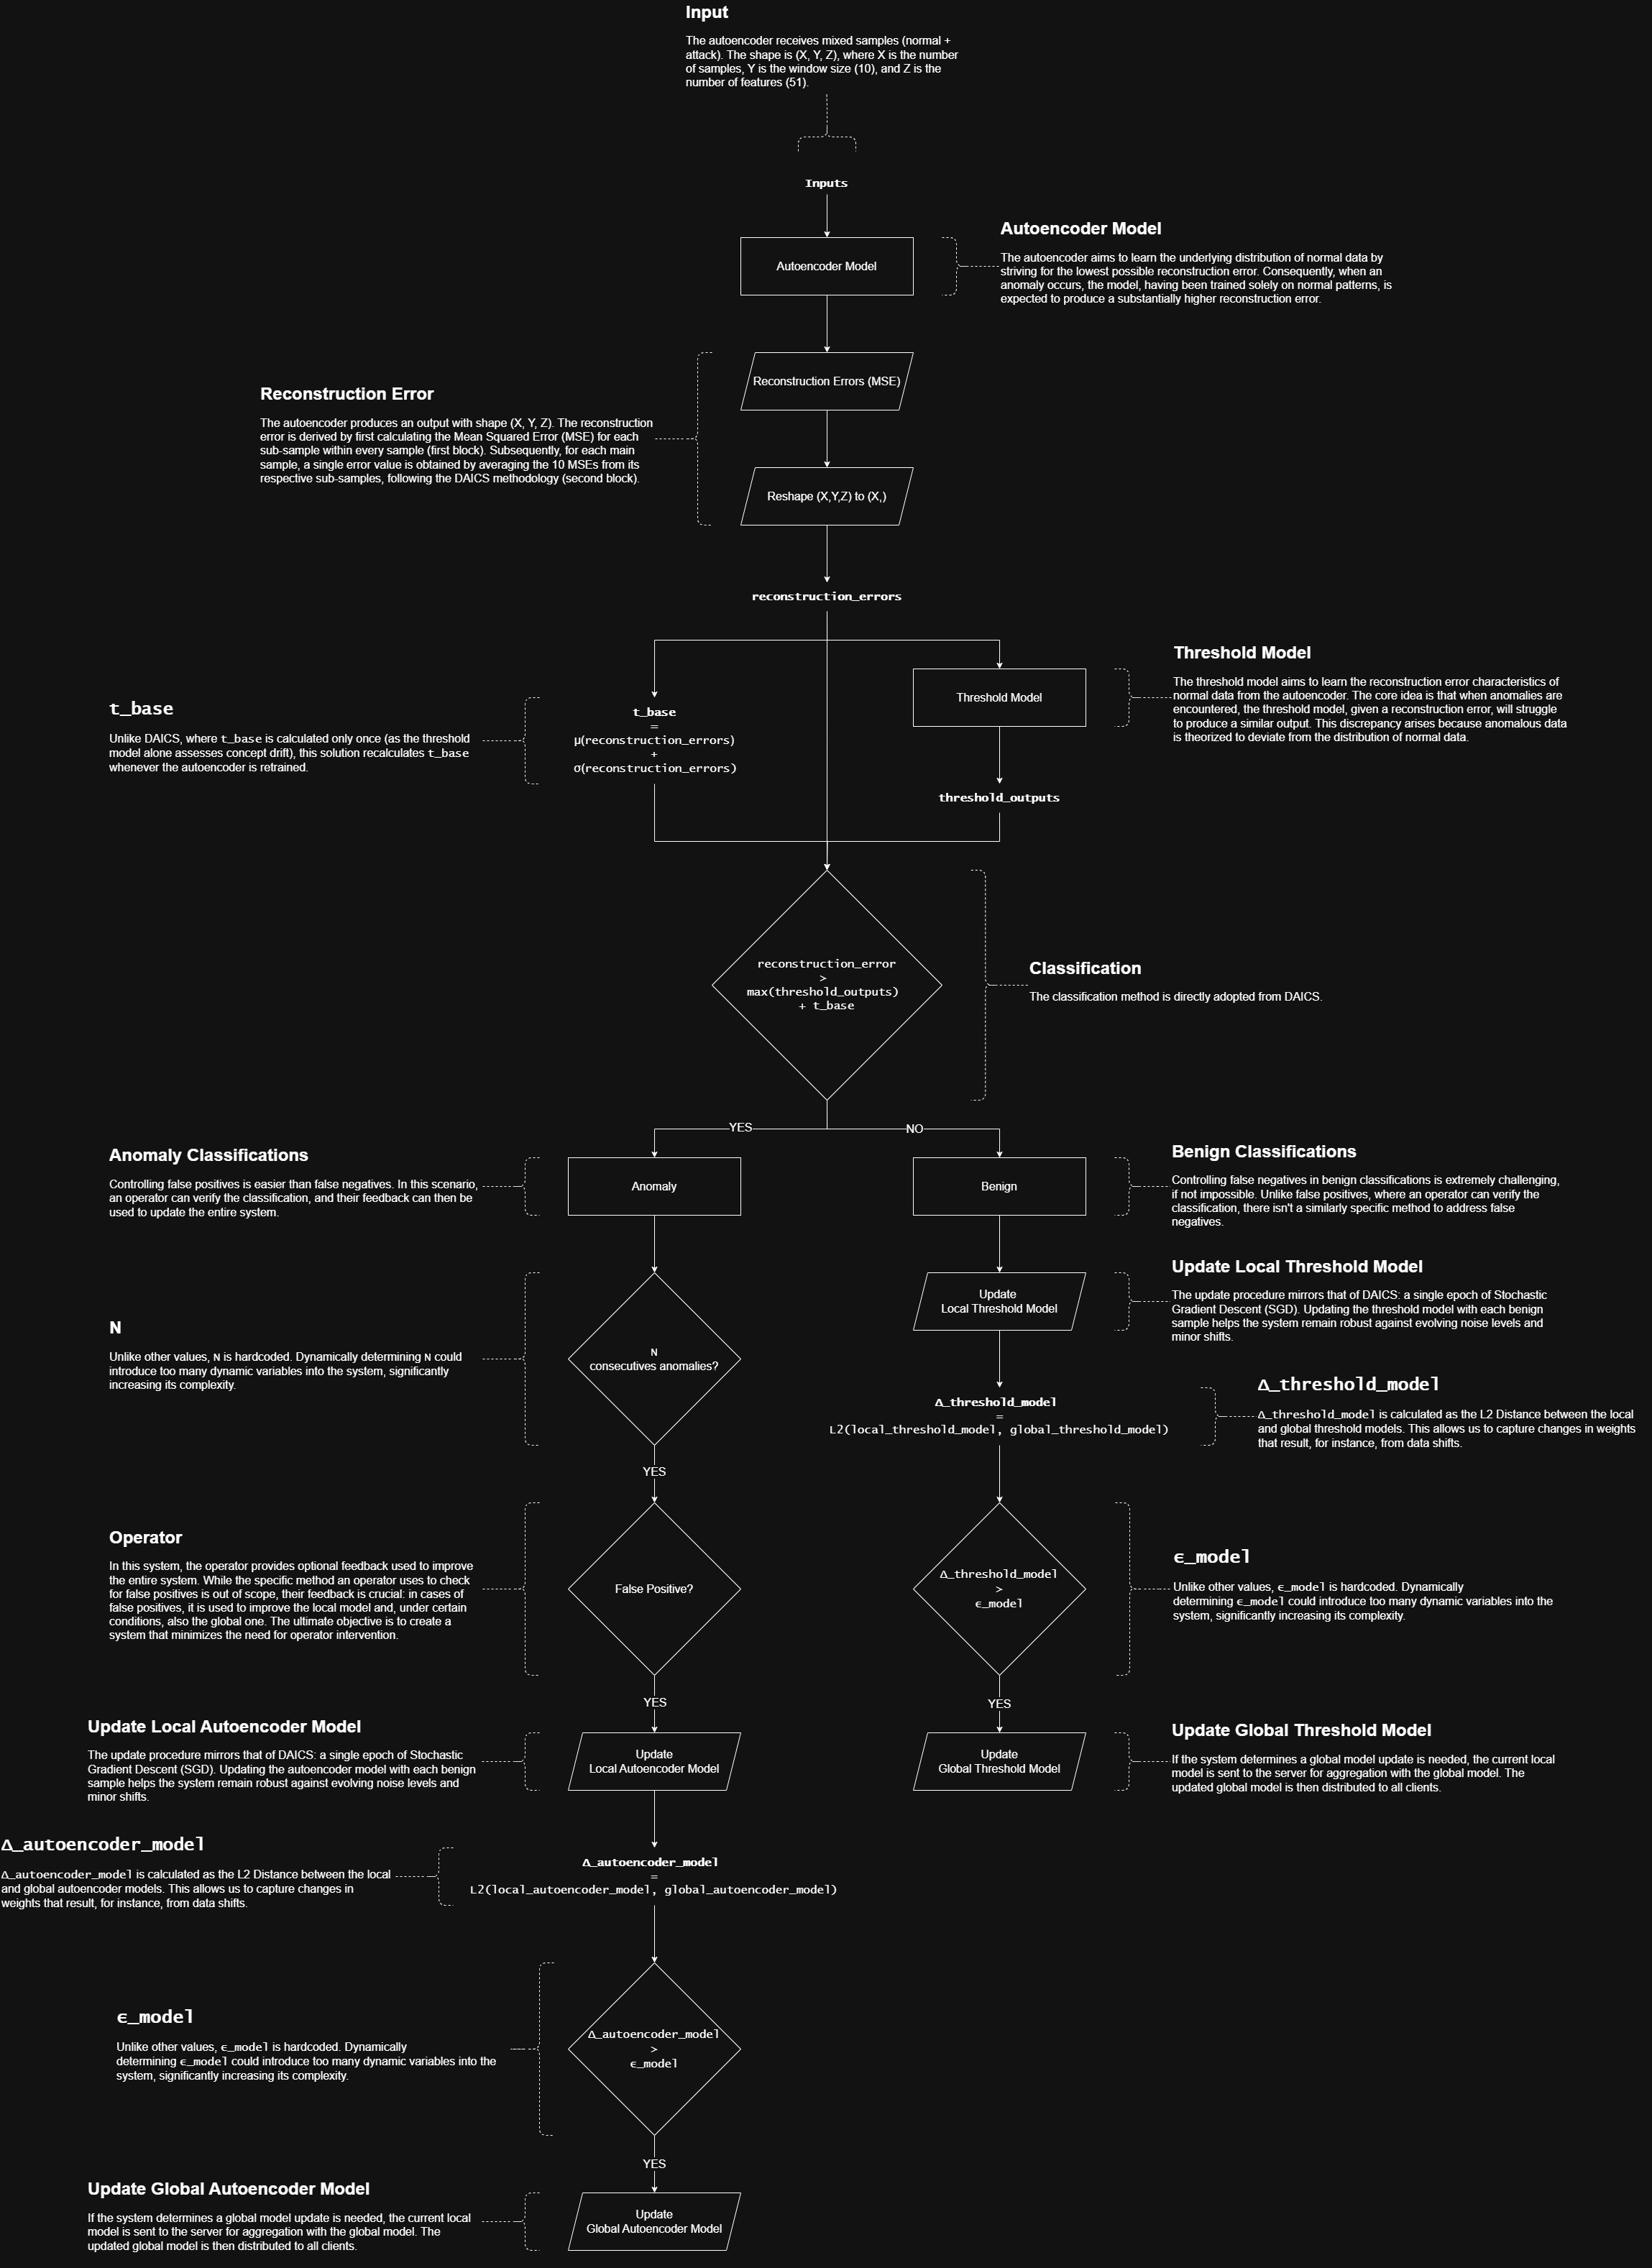 Input
The autoencoder receives mixed samples (normal +
attack). The shape is (X, Y, Z), where X is the number
of samples, Y is the window size (10), and Z is the
number of features (51).
Inputs
Autoencoder Model
Autoencoder Model
The autoencoder aims to learn the underlying distribution of normal data by
striving for the lowest possible reconstruction error. Consequently, when an
anomaly occurs, the model, having been trained solely on normal patterns, is
expected to produce a substantially higher reconstruction error.
Reconstruction Errors (MSE)
Reconstruction Error
The autoencoder produces an output with shape (X, Y, Z). The reconstruction
error is derived by first calculating the Mean Squared Error (MSE) for each
sub-sample within every sample (first block). Subsequently, for each main
sample, a single error value is obtained by averaging the 10 MSEs from its
respective sub-samples, following the DAICS methodology (second block).
Reshape (X,Y,Z) to (X,)
reconstruction_errors
Threshold Model
Threshold Model
The threshold model aims to learn the reconstruction error characteristics of
normal data from the autoencoder. The core idea is that when anomalies are
encountered, the threshold model, given a reconstruction error, will struggle
to produce a similar output. This discrepancy arises because anomalous data
is theorized to deviate from the distribution of normal data.
t_base
Unlike DAICS, where t_base is calculated only once (as the threshold
model alone assesses concept drift), this solution recalculates t_base
whenever the autoencoder is retrained.
t_base
=
μ(reconstruction_errors)
+
σ(reconstruction_errors)
threshold_outputs
reconstruction_error
>
max(threshold_outputs)
+ t_base
Classification
The classification method is directly adopted from DAICS.
YES
NO
Anomaly Classifications
Controlling false positives is easier than false negatives. In this scenario,
an operator can verify the classification, and their feedback can then be
used to update the entire system.
Anomaly
Benign
Benign Classifications
Controlling false negatives in benign classifications is extremely challenging,
if not impossible. Unlike false positives, where an operator can verify the
classification, there isn't a similarly specific method to address false
negatives.
Update
Local Threshold Model
Update Local Threshold Model
The update procedure mirrors that of DAICS: a single epoch of Stochastic
Gradient Descent (SGD). Updating the threshold model with each benign
sample helps the system remain robust against evolving noise levels and
minor shifts.
N
Unlike other values, N is hardcoded. Dynamically determining N could
introduce too many dynamic variables into the system, significantly
increasing its complexity.
N
consecutives anomalies?
Δ_threshold_model
=
L2(local_threshold_model, global_threshold_model)
Δ_threshold_model
Δ_threshold_model is calculated as the L2 Distance between the local
and global threshold models. This allows us to capture changes in weights
that result, for instance, from data shifts.
YES
Operator
In this system, the operator provides optional feedback used to improve
the entire system. While the specific method an operator uses to check
for false positives is out of scope, their feedback is crucial: in cases of
false positives, it is used to improve the local model and, under certain
conditions, also the global one. The ultimate objective is to create a
system that minimizes the need for operator intervention.
False Positive?
Δ_threshold_model
>
ϵ_model
ϵ_model
Unlike other values, ϵ_model is hardcoded. Dynamically
determining ϵ_model could introduce too many dynamic variables into the
system, significantly increasing its complexity.
YES
YES
Update Local Autoencoder Model
The update procedure mirrors that of DAICS: a single epoch of Stochastic
Gradient Descent (SGD). Updating the autoencoder model with each benign
sample helps the system remain robust against evolving noise levels and
minor shifts.
Update
Local Autoencoder Model
Update
Global Threshold Model
Update Global Threshold Model
If the system determines a global model update is needed, the current local
model is sent to the server for aggregation with the global model. The
updated global model is then distributed to all clients.
Δ_autoencoder_model
Δ_autoencoder_model is calculated as the L2 Distance between the local
and global autoencoder models. This allows us to capture changes in
weights that result, for instance, from data shifts.
Δ_autoencoder_model
=
L2(local_autoencoder_model, global_autoencoder_model)
ϵ_model
Unlike other values, ϵ_model is hardcoded. Dynamically
determining ϵ_model could introduce too many dynamic variables into the
system, significantly increasing its complexity.
Δ_autoencoder_model
>
ϵ_model
YES
Update Global Autoencoder Model
If the system determines a global model update is needed, the current local
model is sent to the server for aggregation with the global model. The
updated global model is then distributed to all clients.
Update
Global Autoencoder Model